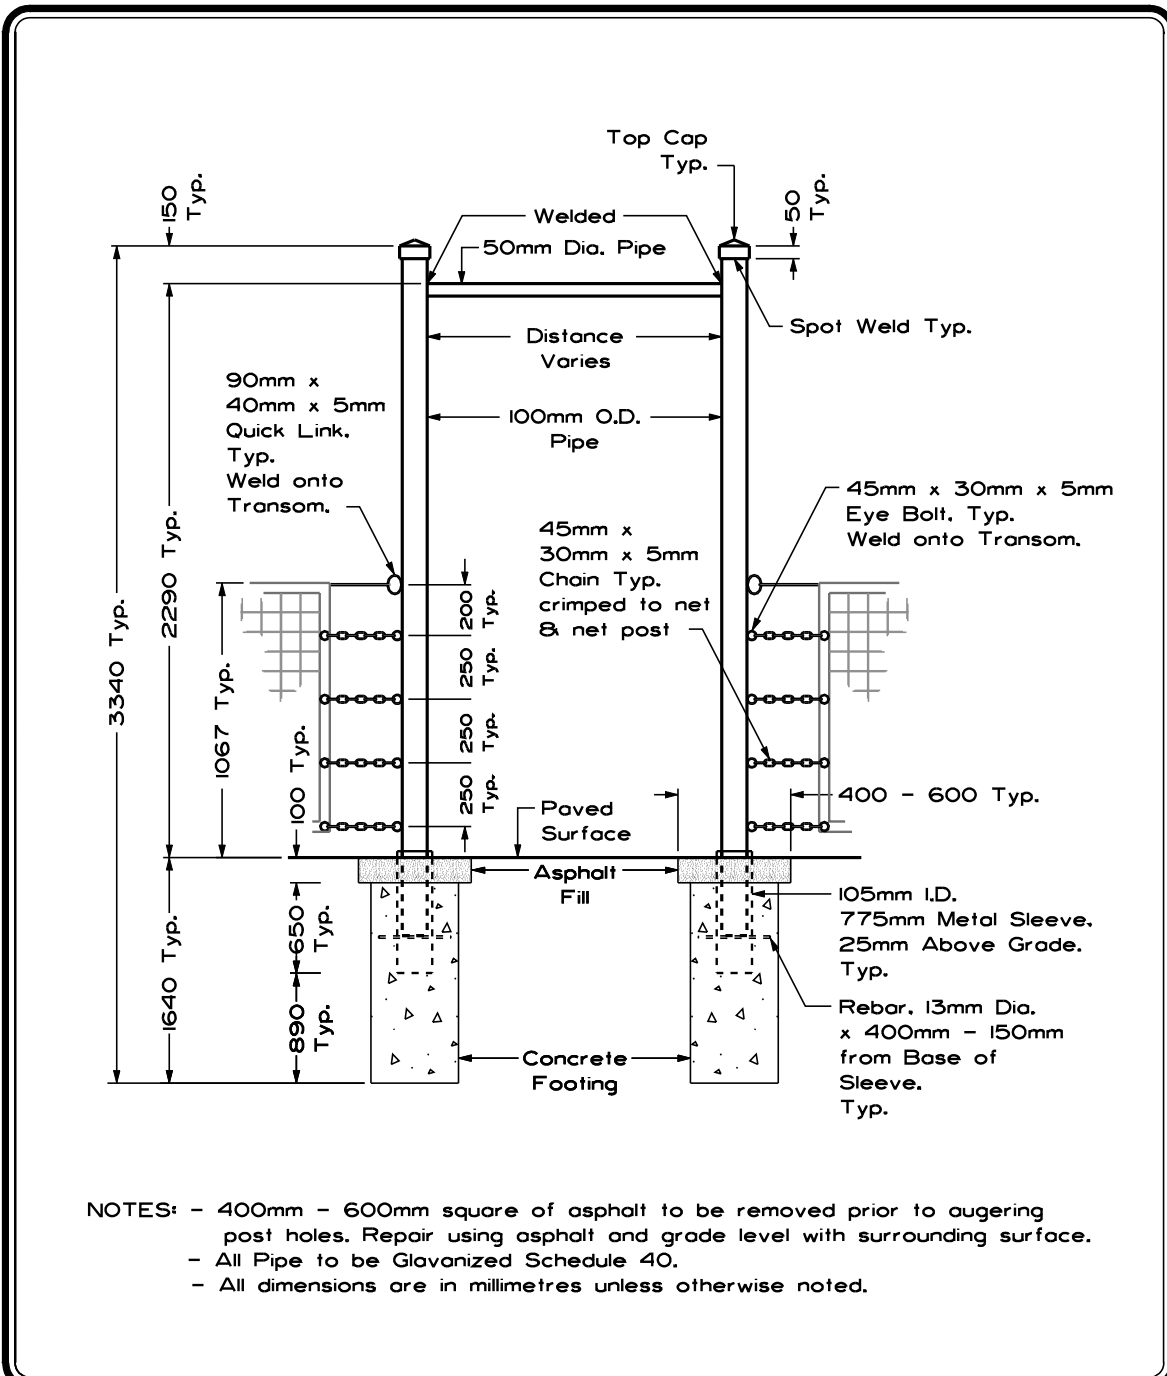 Top Cap
Typ.
150
Typ.
50
Typ.
Welded
50mm Dia. Pipe
Spot Weld Typ.
Distance
Varies
90mm x
40mm x 5mm
Quick Link.
Typ.
Weld onto
Transom.
100mm O.D.
Pipe
45mm x 30mm x 5mm
Eye Bolt. Typ.
Weld onto Transom.
45mm x
30mm x 5mm
Chain Typ.
crimped to net
& net post
3340 Typ.
2290 Typ.
1067 Typ.
100 Typ.
200
Typ.
250
Typ.
250
Typ.
250
Typ.
400 - 600 Typ.
Paved
Surface
Asphalt
Fill
105mm I.D.
775mm Metal Sleeve.
25mm Above Grade.
Typ.
1640 Typ.
650
Typ.
890
Typ.
Rebar. 13mm Dia.
x 400mm - 150mm
from Base of
Sleeve.
Typ.
Concrete
Footing
NOTES: - 400mm - 600mm square of asphalt to be removed prior to augering
post holes. Repair using asphalt and grade level with surrounding surface.
- All Pipe to be Glavanized Schedule 40.
- All dimensions are in millimetres unless otherwise noted.